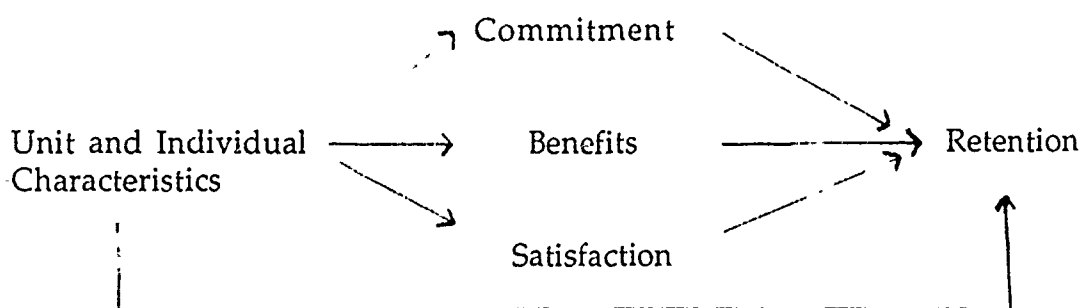 Commitment
Unit and Individual
Characteristics
Benefits
Retention
Satisfaction